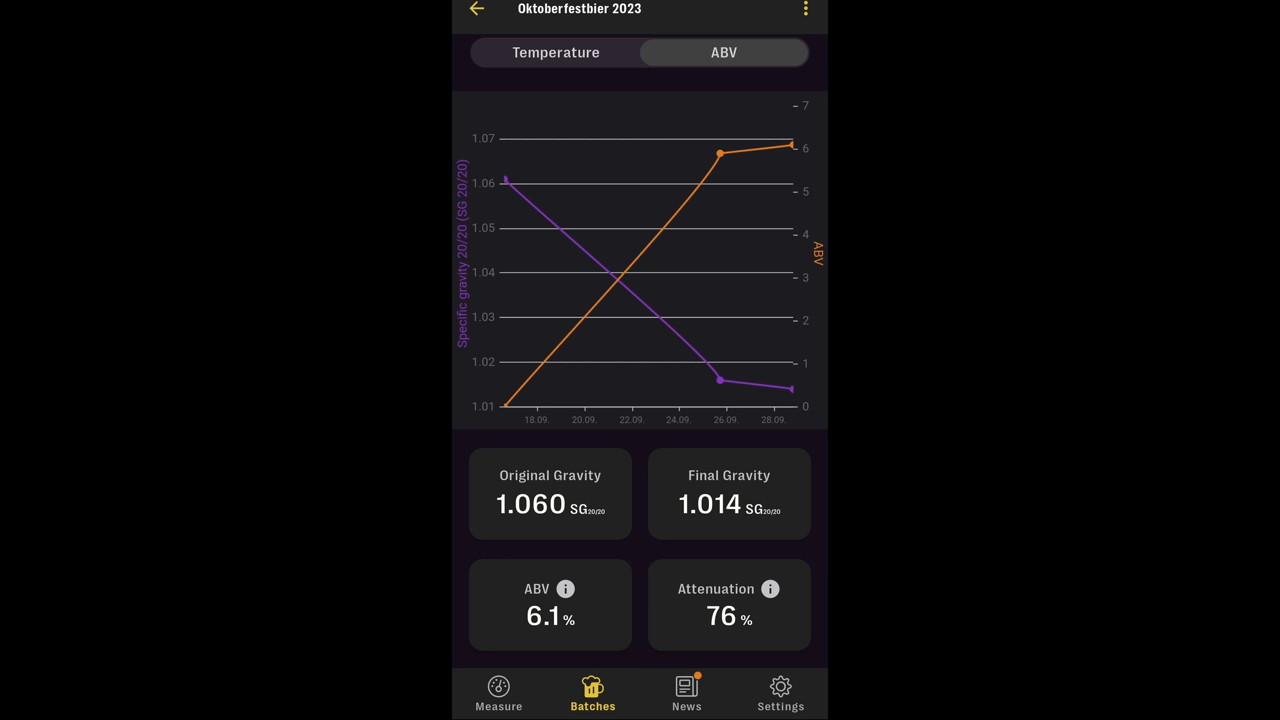 Oktoberfestbier 2023
Temperature ABV
7
1.07
6
1.06
5
1.05
4
1.04
3
1.03
2
1.02
1
1.01
0
Specific gravity 20/20 (SG 20/20)
ABV
18.09. 20.09. 22.09. 24.09. 26.09. 28.09.
Original Gravity
1.060 SG20/20
Final Gravity
1.014 SG20/20
ABV i
6.1 %
Attenuation i
76 %
Measure Batches News Settings